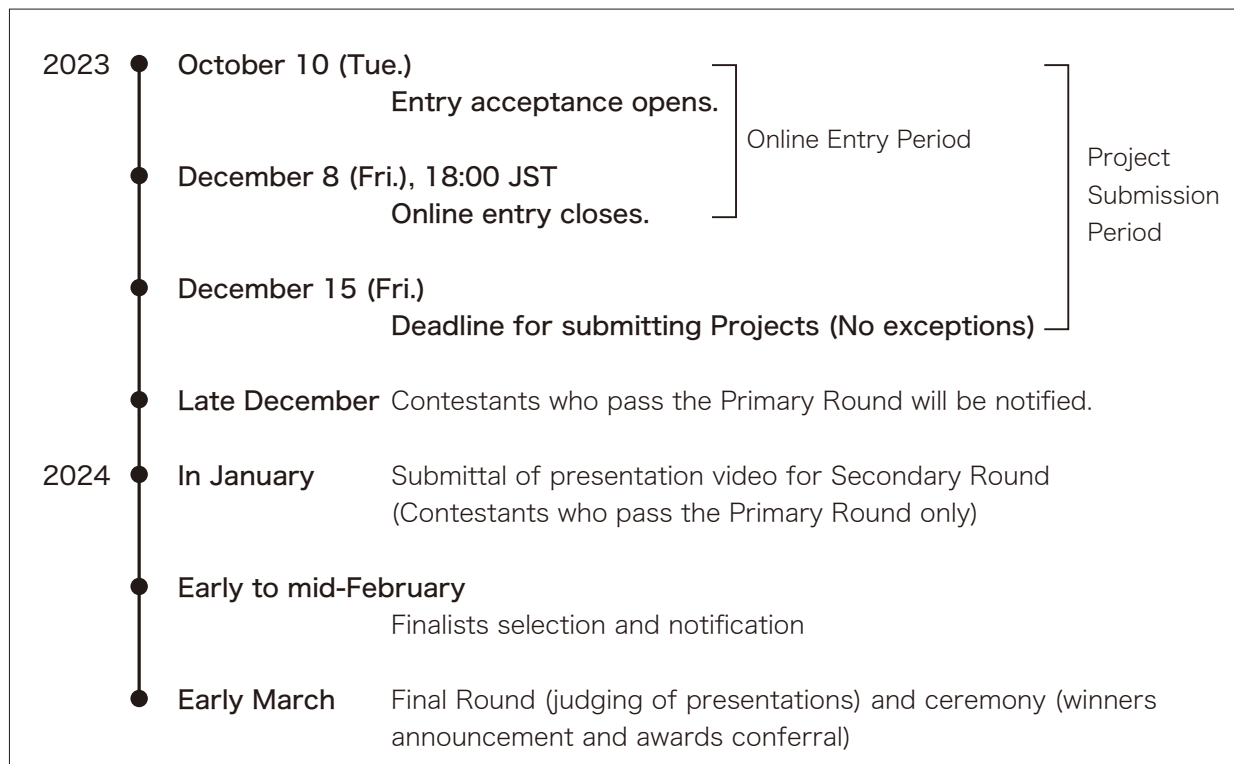 2023 October 10 (Tue.)
Entry acceptance opens.
Online Entry Period
December 8 (Fri.), 18:00 JST
Online entry closes.
Project
Submission
Period
December 15 (Fri.)
Deadline for submitting Projects (No exceptions)
Late December Contestants who pass the Primary Round will be notified.
2024 In January Submittal of presentation video for Secondary Round
(Contestants who pass the Primary Round only)
Early to mid-February
Finalists selection and notification
Early March Final Round (judging of presentations) and ceremony (winners
announcement and awards conferral)